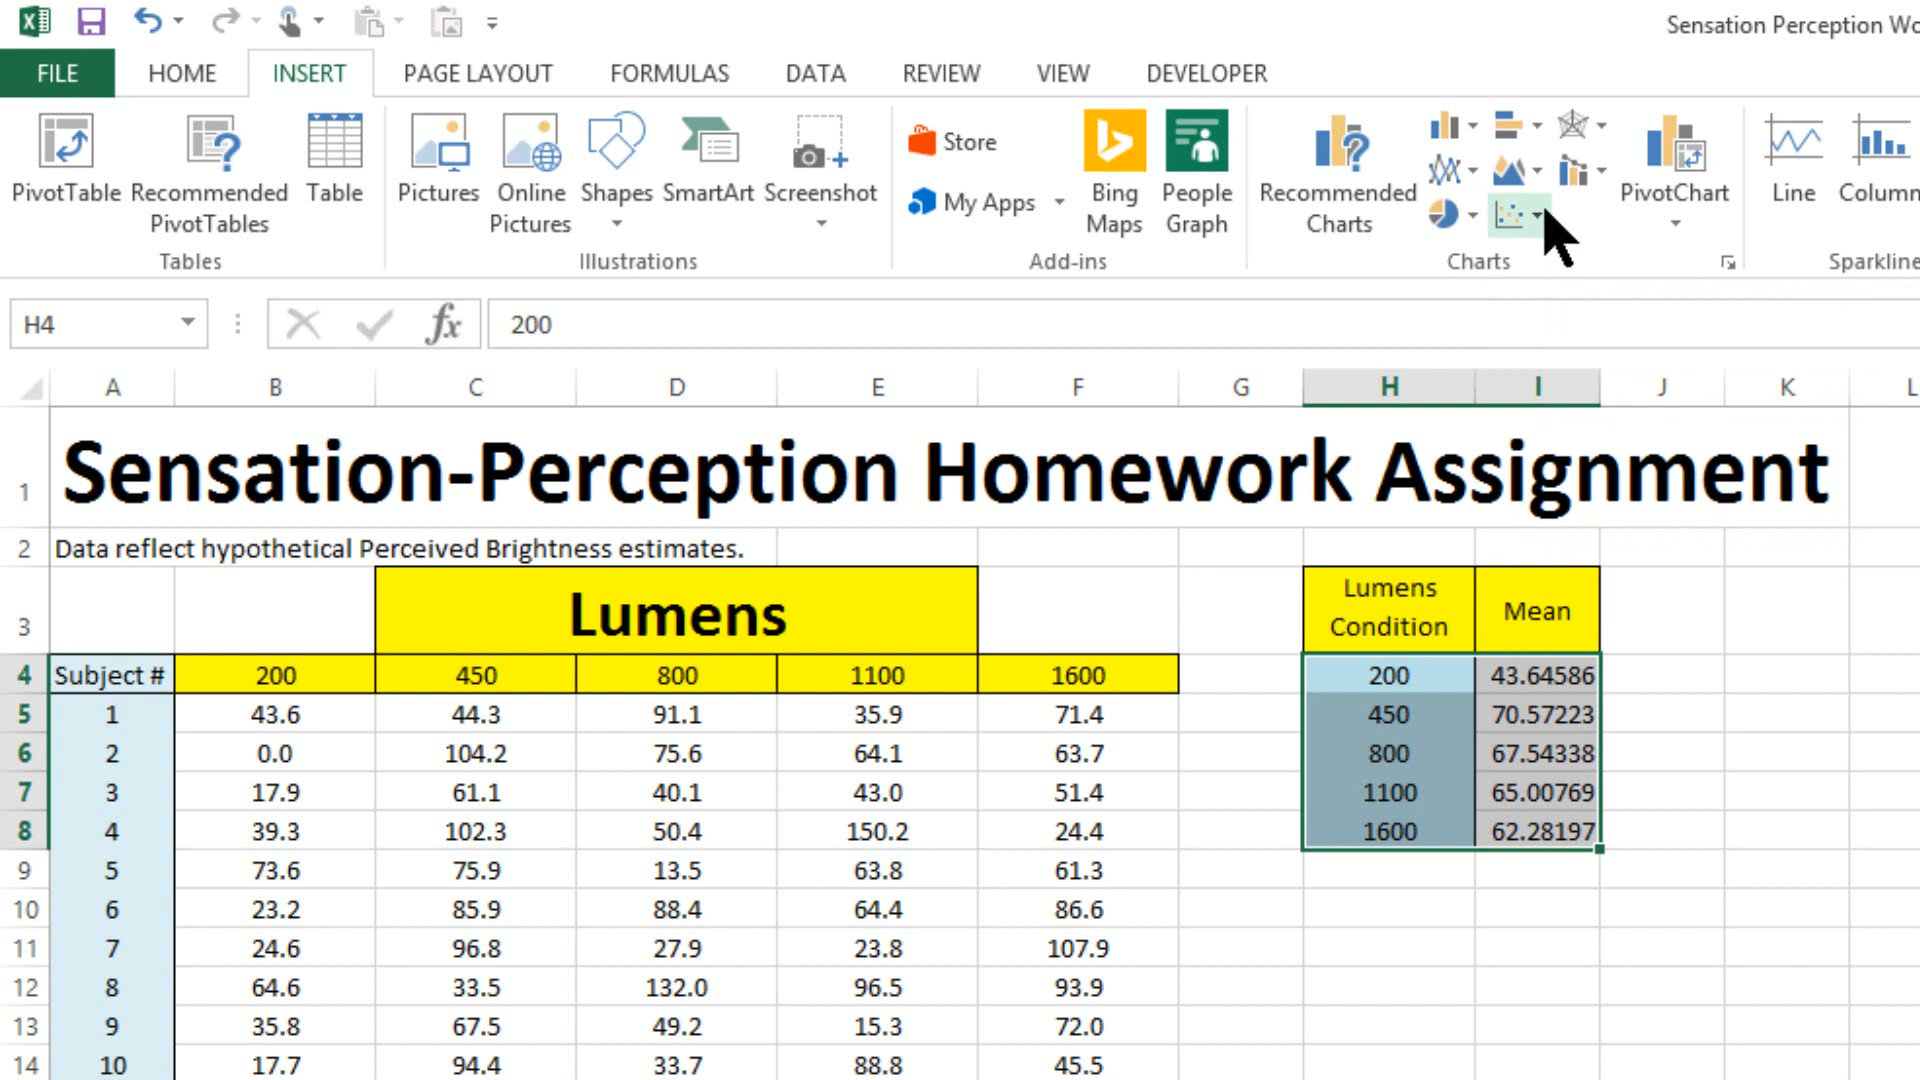 Sensation Perception Wo
FILE HOME INSERT PAGE LAYOUT FORMULAS DATA REVIEW VIEW DEVELOPER
PivotTable Recommended PivotTables Table Pictures Online Pictures Shapes SmartArt Screenshot Store My Apps Bing Maps People Graph Recommended Charts PivotChart Line Column
Tables Illustrations Add-ins Charts Sparkline
H4 fx 200
A B C D E F G H I J K L
1 Sensation-Perception Homework Assignment
2 Data reflect hypothetical Perceived Brightness estimates.
3 Lumens Lumens Condition Mean
4 Subject # 200 450 800 1100 1600 200 43.64586
5 1 43.6 44.3 91.1 35.9 71.4 450 70.57223
6 2 0.0 104.2 75.6 64.1 63.7 800 67.54338
7 3 17.9 61.1 40.1 43.0 51.4 1100 65.00769
8 4 39.3 102.3 50.4 150.2 24.4 1600 62.28197
9 5 73.6 75.9 13.5 63.8 61.3
10 6 23.2 85.9 88.4 64.4 86.6
11 7 24.6 96.8 27.9 23.8 107.9
12 8 64.6 33.5 132.0 96.5 93.9
13 9 35.8 67.5 49.2 15.3 72.0
14 10 17.7 94.4 33.7 88.8 45.5